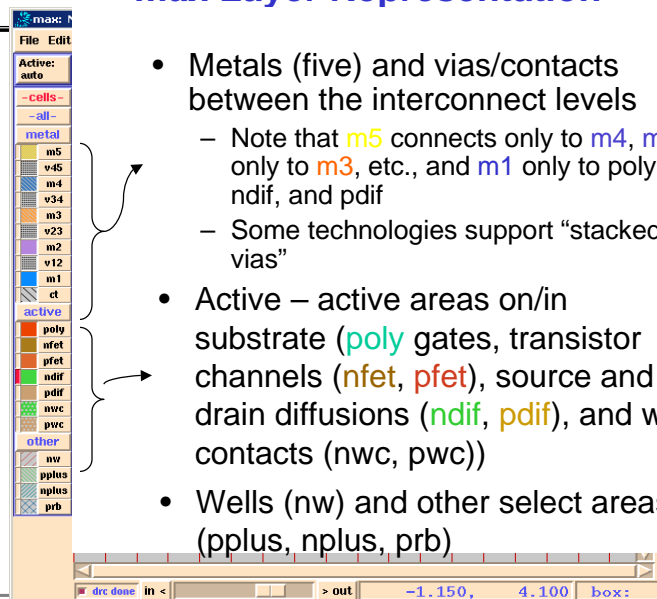 max Layer Representation
max:
File Edit
Active:
auto
-cells-
-all-
metal
m5
v45
m4
v34
m3
v23
m2
v12
m1
ct
active
poly
nfet
pfet
ndif
pdif
nwc
pwc
other
nw
pplus
nplus
prb
• Metals (five) and vias/contacts
between the interconnect levels
– Note that m5 connects only to m4, m
only to m3, etc., and m1 only to poly
ndif, and pdif
– Some technologies support “stacked
vias”
• Active – active areas on/in
substrate (poly gates, transistor
channels (nfet, pfet), source and
drain diffusions (ndif, pdif), and w
contacts (nwc, pwc))
• Wells (nw) and other select areas
(pplus, nplus, prb)
drc done in < > out -1.150, 4.100 box: